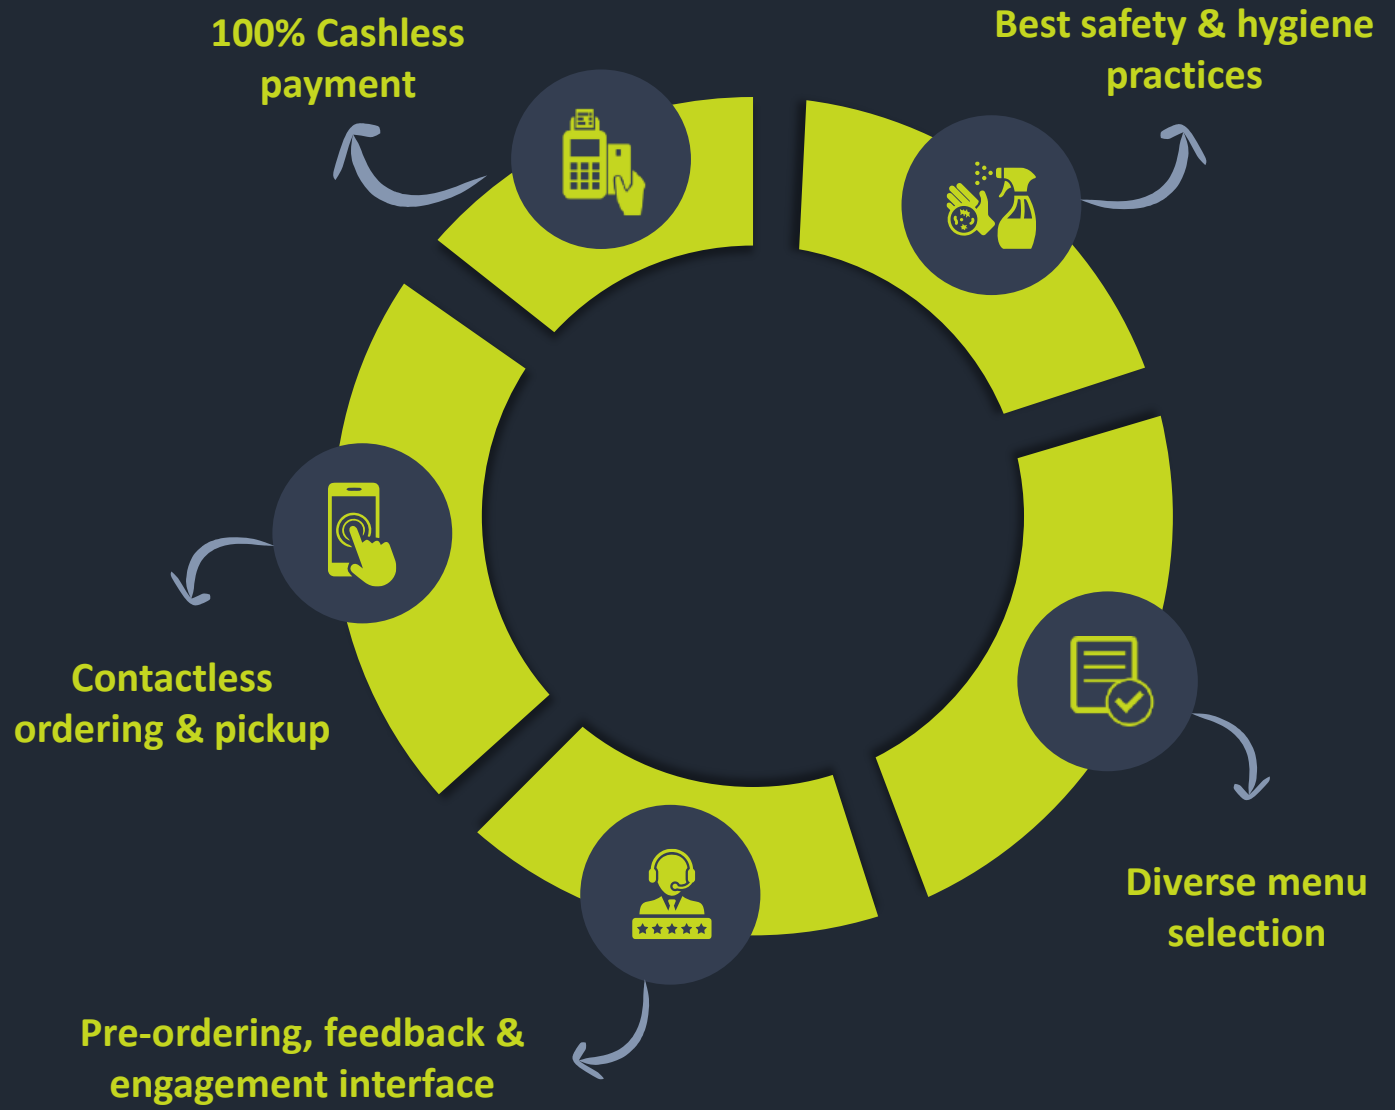 100% Cashless
payment
Best safety & hygiene
practices
Contactless
ordering & pickup
Diverse menu
selection
Pre-ordering, feedback &
engagement interface